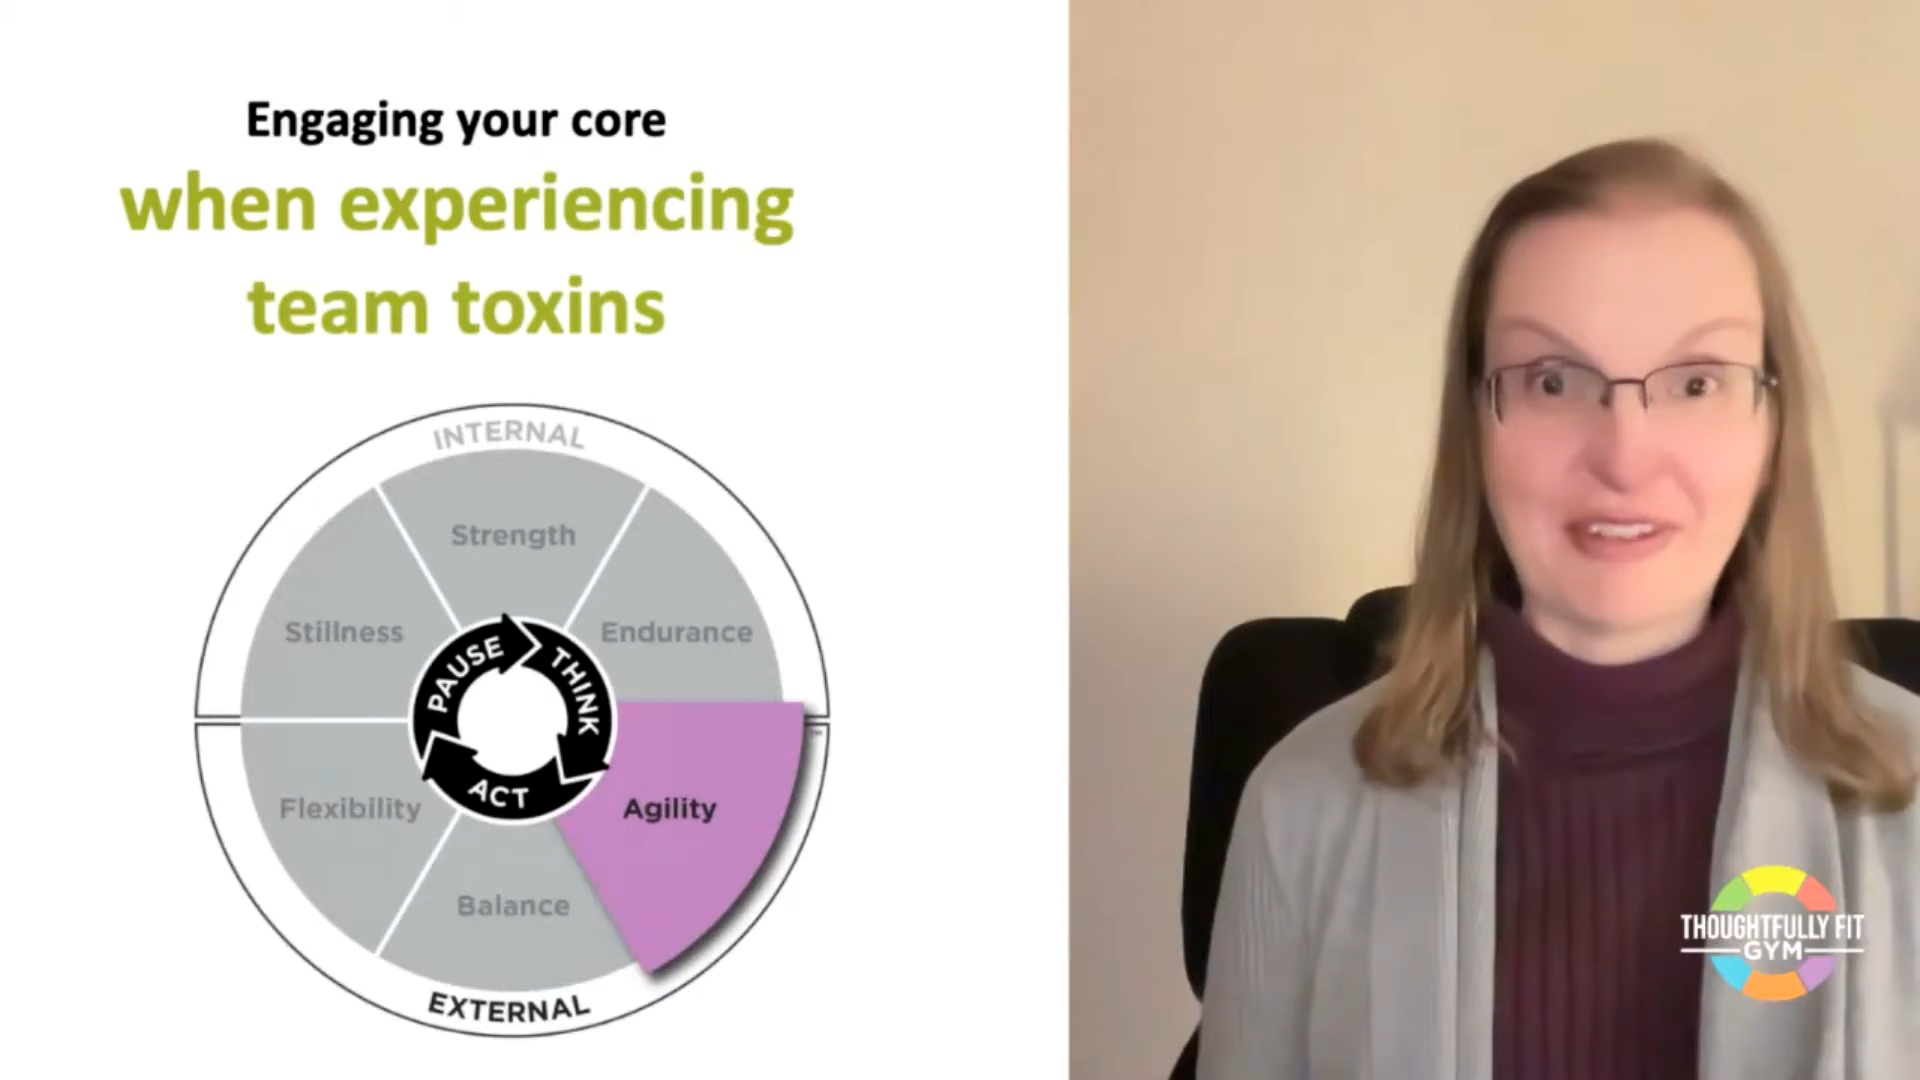 Engaging your core
when experiencing
team toxins
INTERNAL
Strength
Stillness
Endurance
PAUSE
THINK
ACT
Flexibility
Agility
Balance
EXTERNAL
™
THOUGHTFULLY FIT
GYM